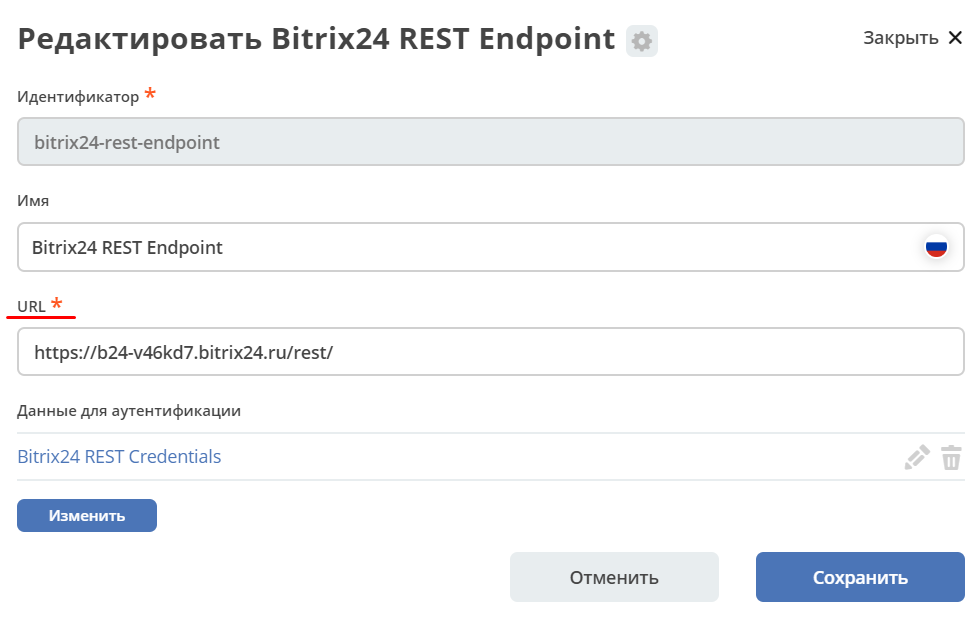 Редактировать Bitrix24 REST Endpoint
Закрыть ✕
Идентификатор *
bitrix24-rest-endpoint
Имя
Bitrix24 REST Endpoint
URL *
https://b24-v46kd7.bitrix24.ru/rest/
Данные для аутентификации
Bitrix24 REST Credentials
Изменить
Отменить
Сохранить